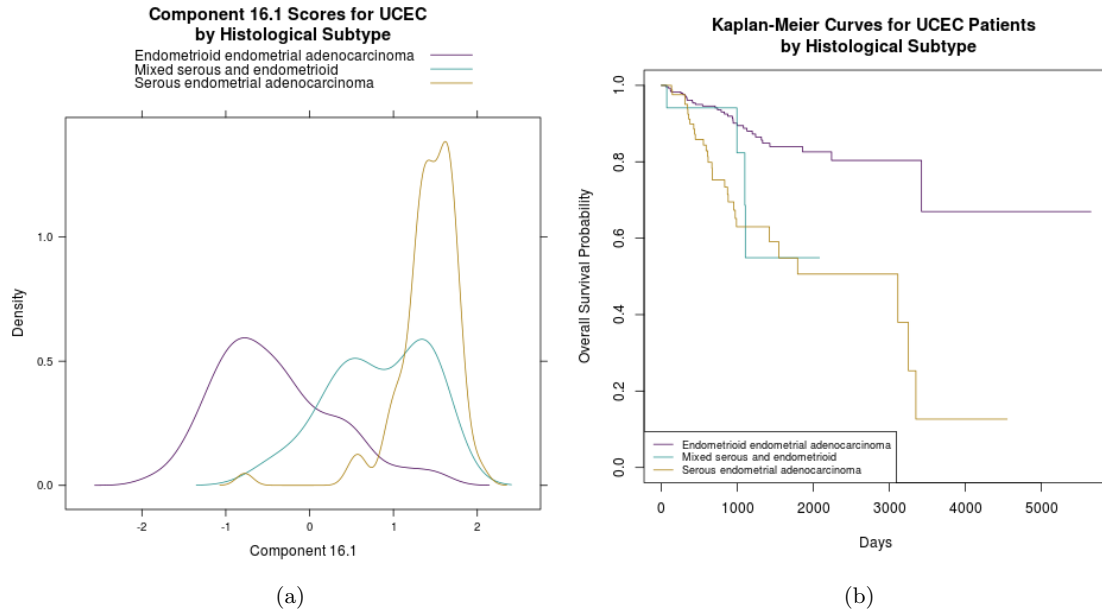 Component 16.1 Scores for UCEC
by Histological Subtype
Endometrioid endometrial adenocarcinoma
Mixed serous and endometrioid
Serous endometrial adenocarcinoma
Density
1.0
0.5
0.0
-2
-1
0
1
2
Component 16.1
(a)
Kaplan-Meier Curves for UCEC Patients
by Histological Subtype
Overall Survival Probability
1.0
0.8
0.6
0.4
0.2
0.0
Endometrioid endometrial adenocarcinoma
Mixed serous and endometrioid
Serous endometrial adenocarcinoma
0
1000
2000
3000
4000
5000
Days
(b)